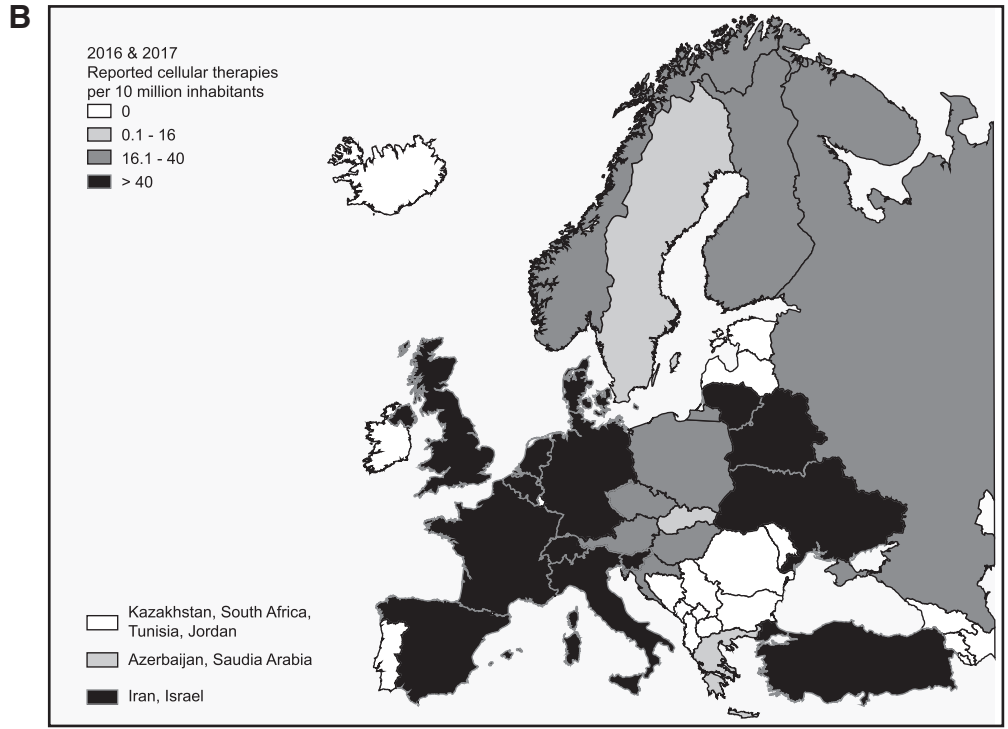 B
2016 & 2017
Reported cellular therapies
per 10 million inhabitants
0
0.1 - 16
16.1 - 40
> 40
Kazakhstan, South Africa,
Tunisia, Jordan
Azerbaijan, Saudia Arabia
Iran, Israel